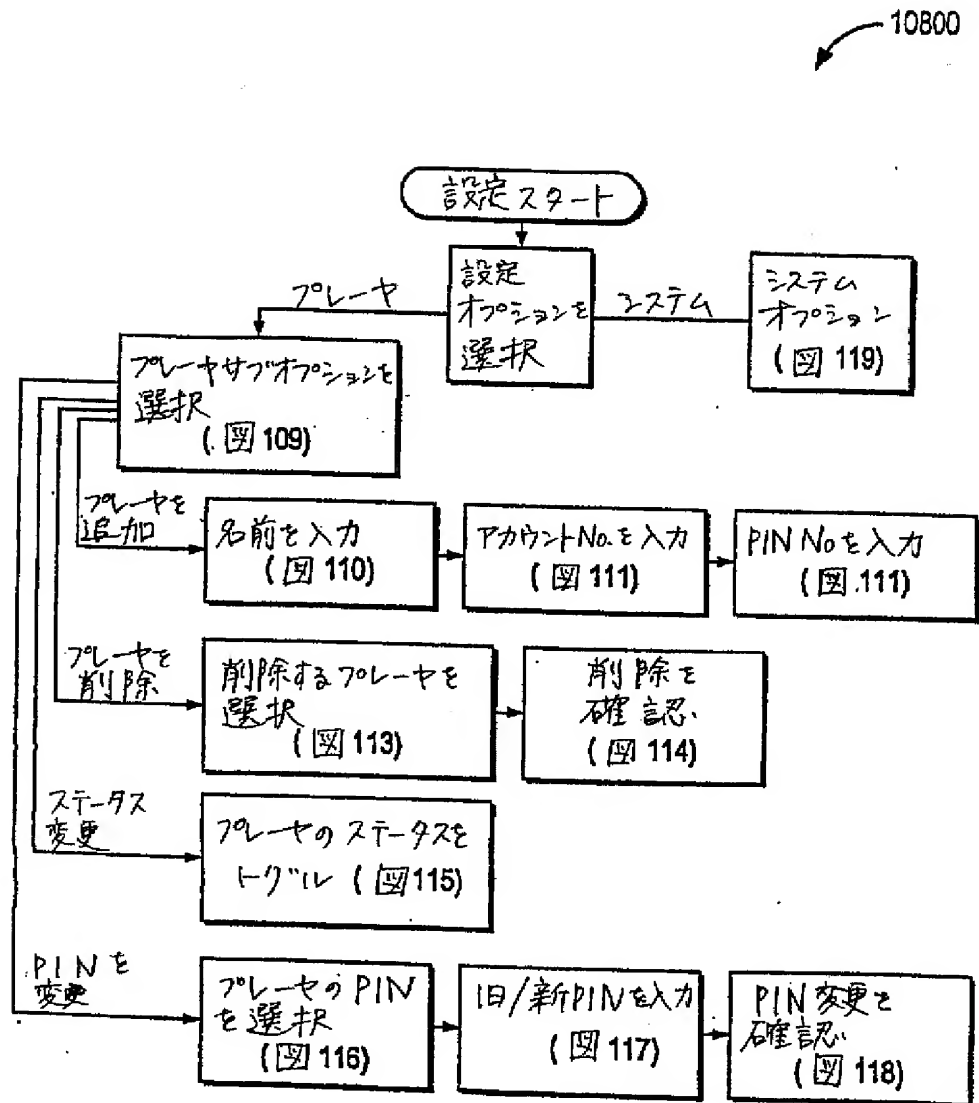 10800
設定スタート
設定
オプションを
選択
プレーヤ
システム
システム
オプション
(図 119)
プレーヤサブオプションを
選択
(図 109)
プレーヤを
追加
名前を入力
(図 110)
アカウントNo.を入力
(図 111)
PIN Noを入力
(図.111)
プレーヤを
削除
削除するプレーヤを
選択
(図 113)
削除を
確認
(図 114)
ステータス
変更
プレーヤのステータスを
トグル (図115)
PINを
変更
プレーヤのPIN
を選択
(図 116)
旧/新PINを入力
(図 117)
PIN変更を
確認
(図 118)